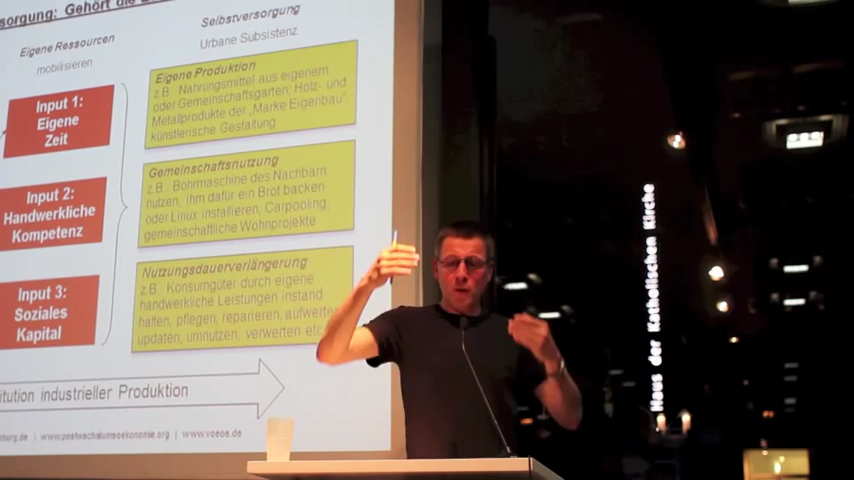 sorgung: Gehört die
Eigene Ressourcen
mobilisieren
Selbstversorgung
Urbane Subsistenz
Input 1:
Eigene
Zeit
Eigene Produktion
z.B. Nahrungsmittel aus eigenem
oder Gemeinschaftsgarten, Holz- und
Metallprodukte der „Marke Eigenbau“,
künstlerische Gestaltung
Input 2:
Handwerkliche
Kompetenz
Gemeinschaftsnutzung
z.B. Bohrmaschine des Nachbarn
nutzen, ihm dafür ein Brot backen
oder Linux installieren, Carpooling,
gemeinschaftliche Wohnprojekte
Input 3:
Soziales
Kapital
Nutzungsdauerverlängerung
z.B. Konsumgüter durch eigene
handwerkliche Leistungen instand
halten, pflegen, reparieren, aufwerten,
updaten, umnutzen, verwerten etc.
titution industrieller Produktion
burg.de | www.postwachstumsoekonomie.org | www.voeoe.de
Haus der Katholischen Kirche